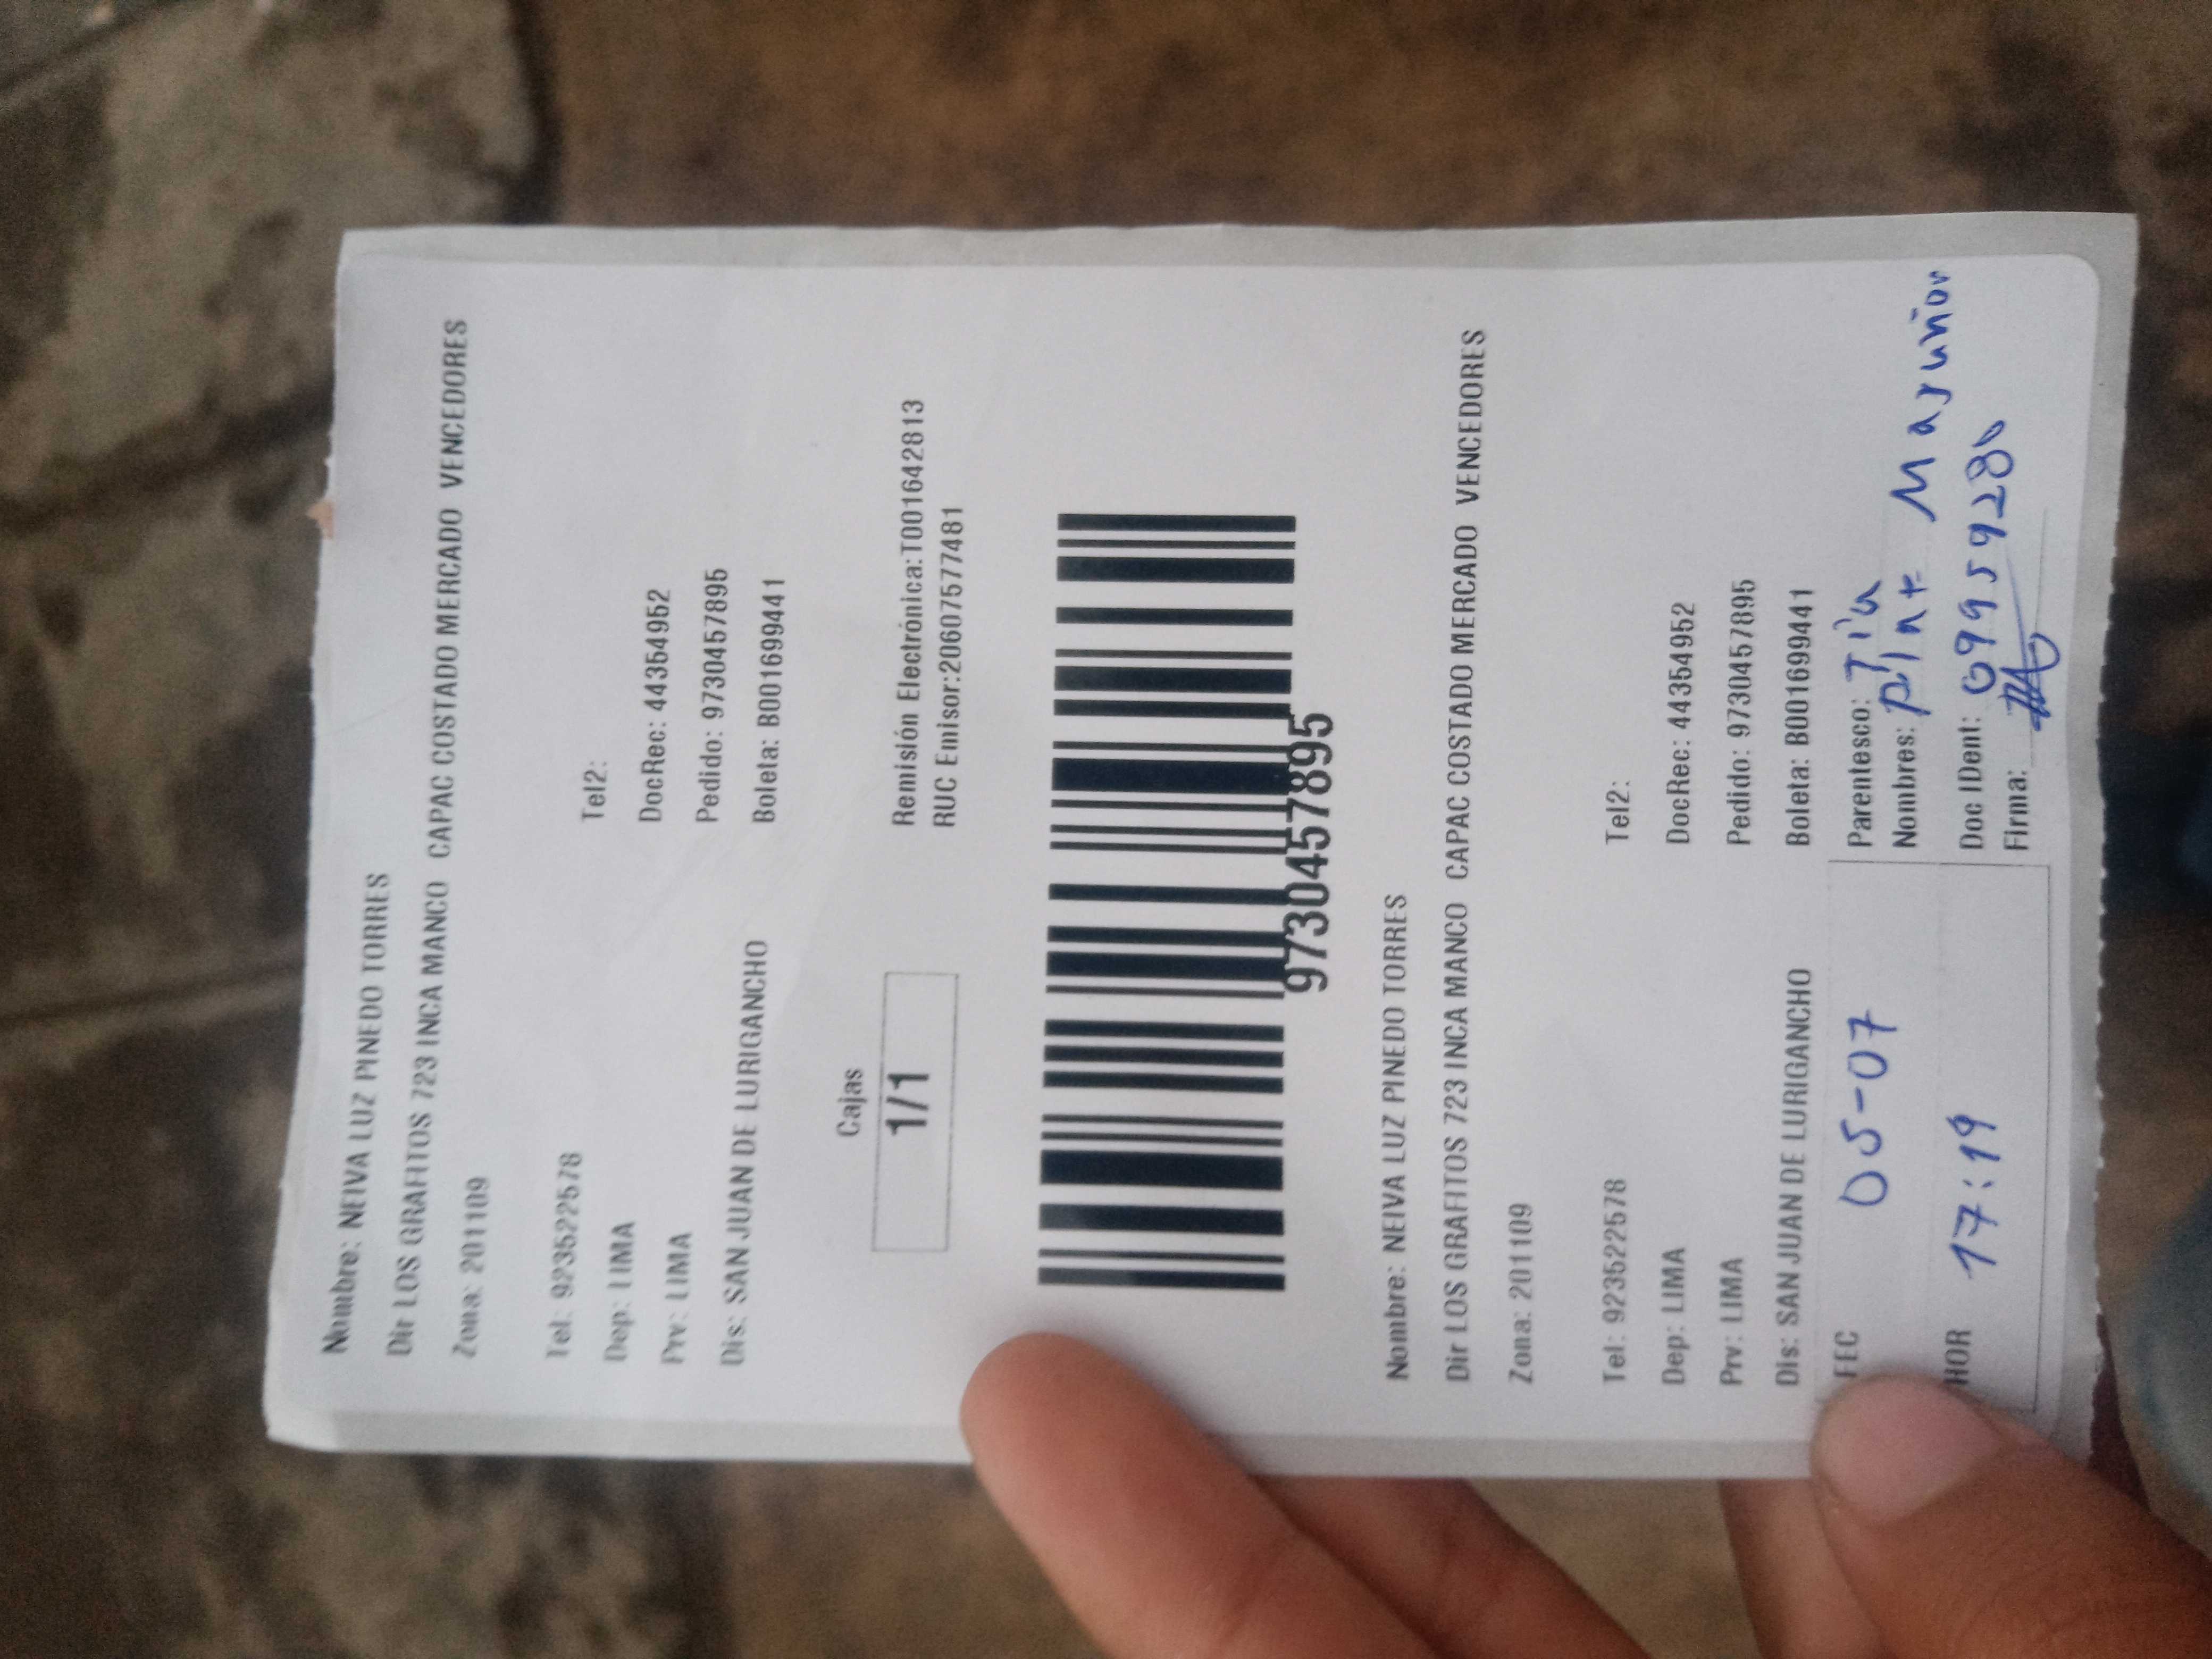 Nombre: NEIVA LUZ PINEDO TORRES
Dir LOS GRAFITOS 723 INCA MANCO CAPAC COSTADO MERCADO VENCEDORES
Zona: 201109
Tel: 923522578 Tel2:
Dep: LIMA DocRec: 44354952
Prv: LIMA Pedido: 9730457895
Dis: SAN JUAN DE LURIGANCHO Boleta: B001699441
Cajas
1/1
Remisión Electrónica:T001642813
RUC Emisor:20607577481
9730457895
Nombre: NEIVA LUZ PINEDO TORRES
Dir LOS GRAFITOS 723 INCA MANCO CAPAC COSTADO MERCADO VENCEDORES
Zona: 201109
Tel: 923522578 Tel2:
Dep: LIMA DocRec: 44354952
Prv: LIMA Pedido: 9730457895
Dis: SAN JUAN DE LURIGANCHO Boleta: B001699441
FEC 05-07 Parentesco: Tía
Nombres:
HOR 17:19 Doc IDent:
Firma: